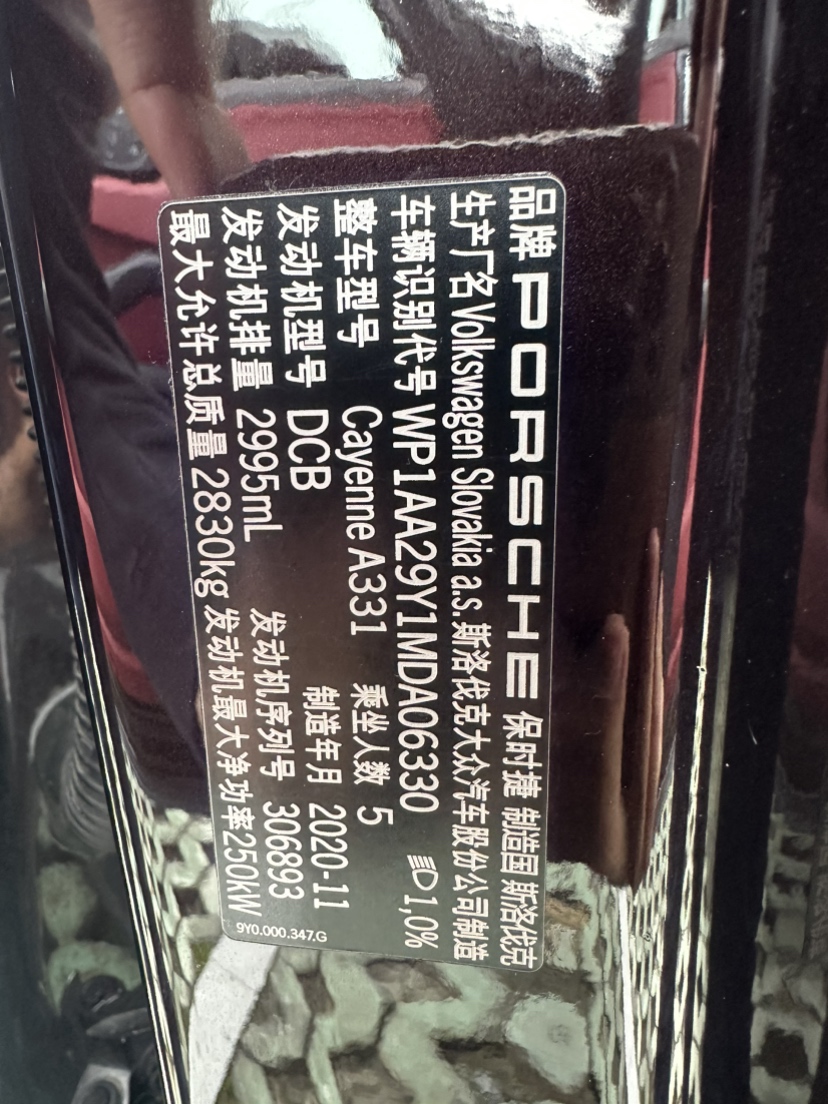 品牌 PORSCHE 保时捷 制造国 斯洛伐克
生产厂名 Volkswagen Slovakia a.s. 斯洛伐克大众汽车股份公司制造
车辆识别代号 WP1AA29Y1MDA06330 1,0%
整车型号 Cayenne A331 乘坐人数 5
发动机型号 DCB 制造年月 2020-11
发动机排量 2995mL 发动机序列号 306893
最大允许总质量 2830kg 发动机最大净功率 250kW
9Y0.000.347.G